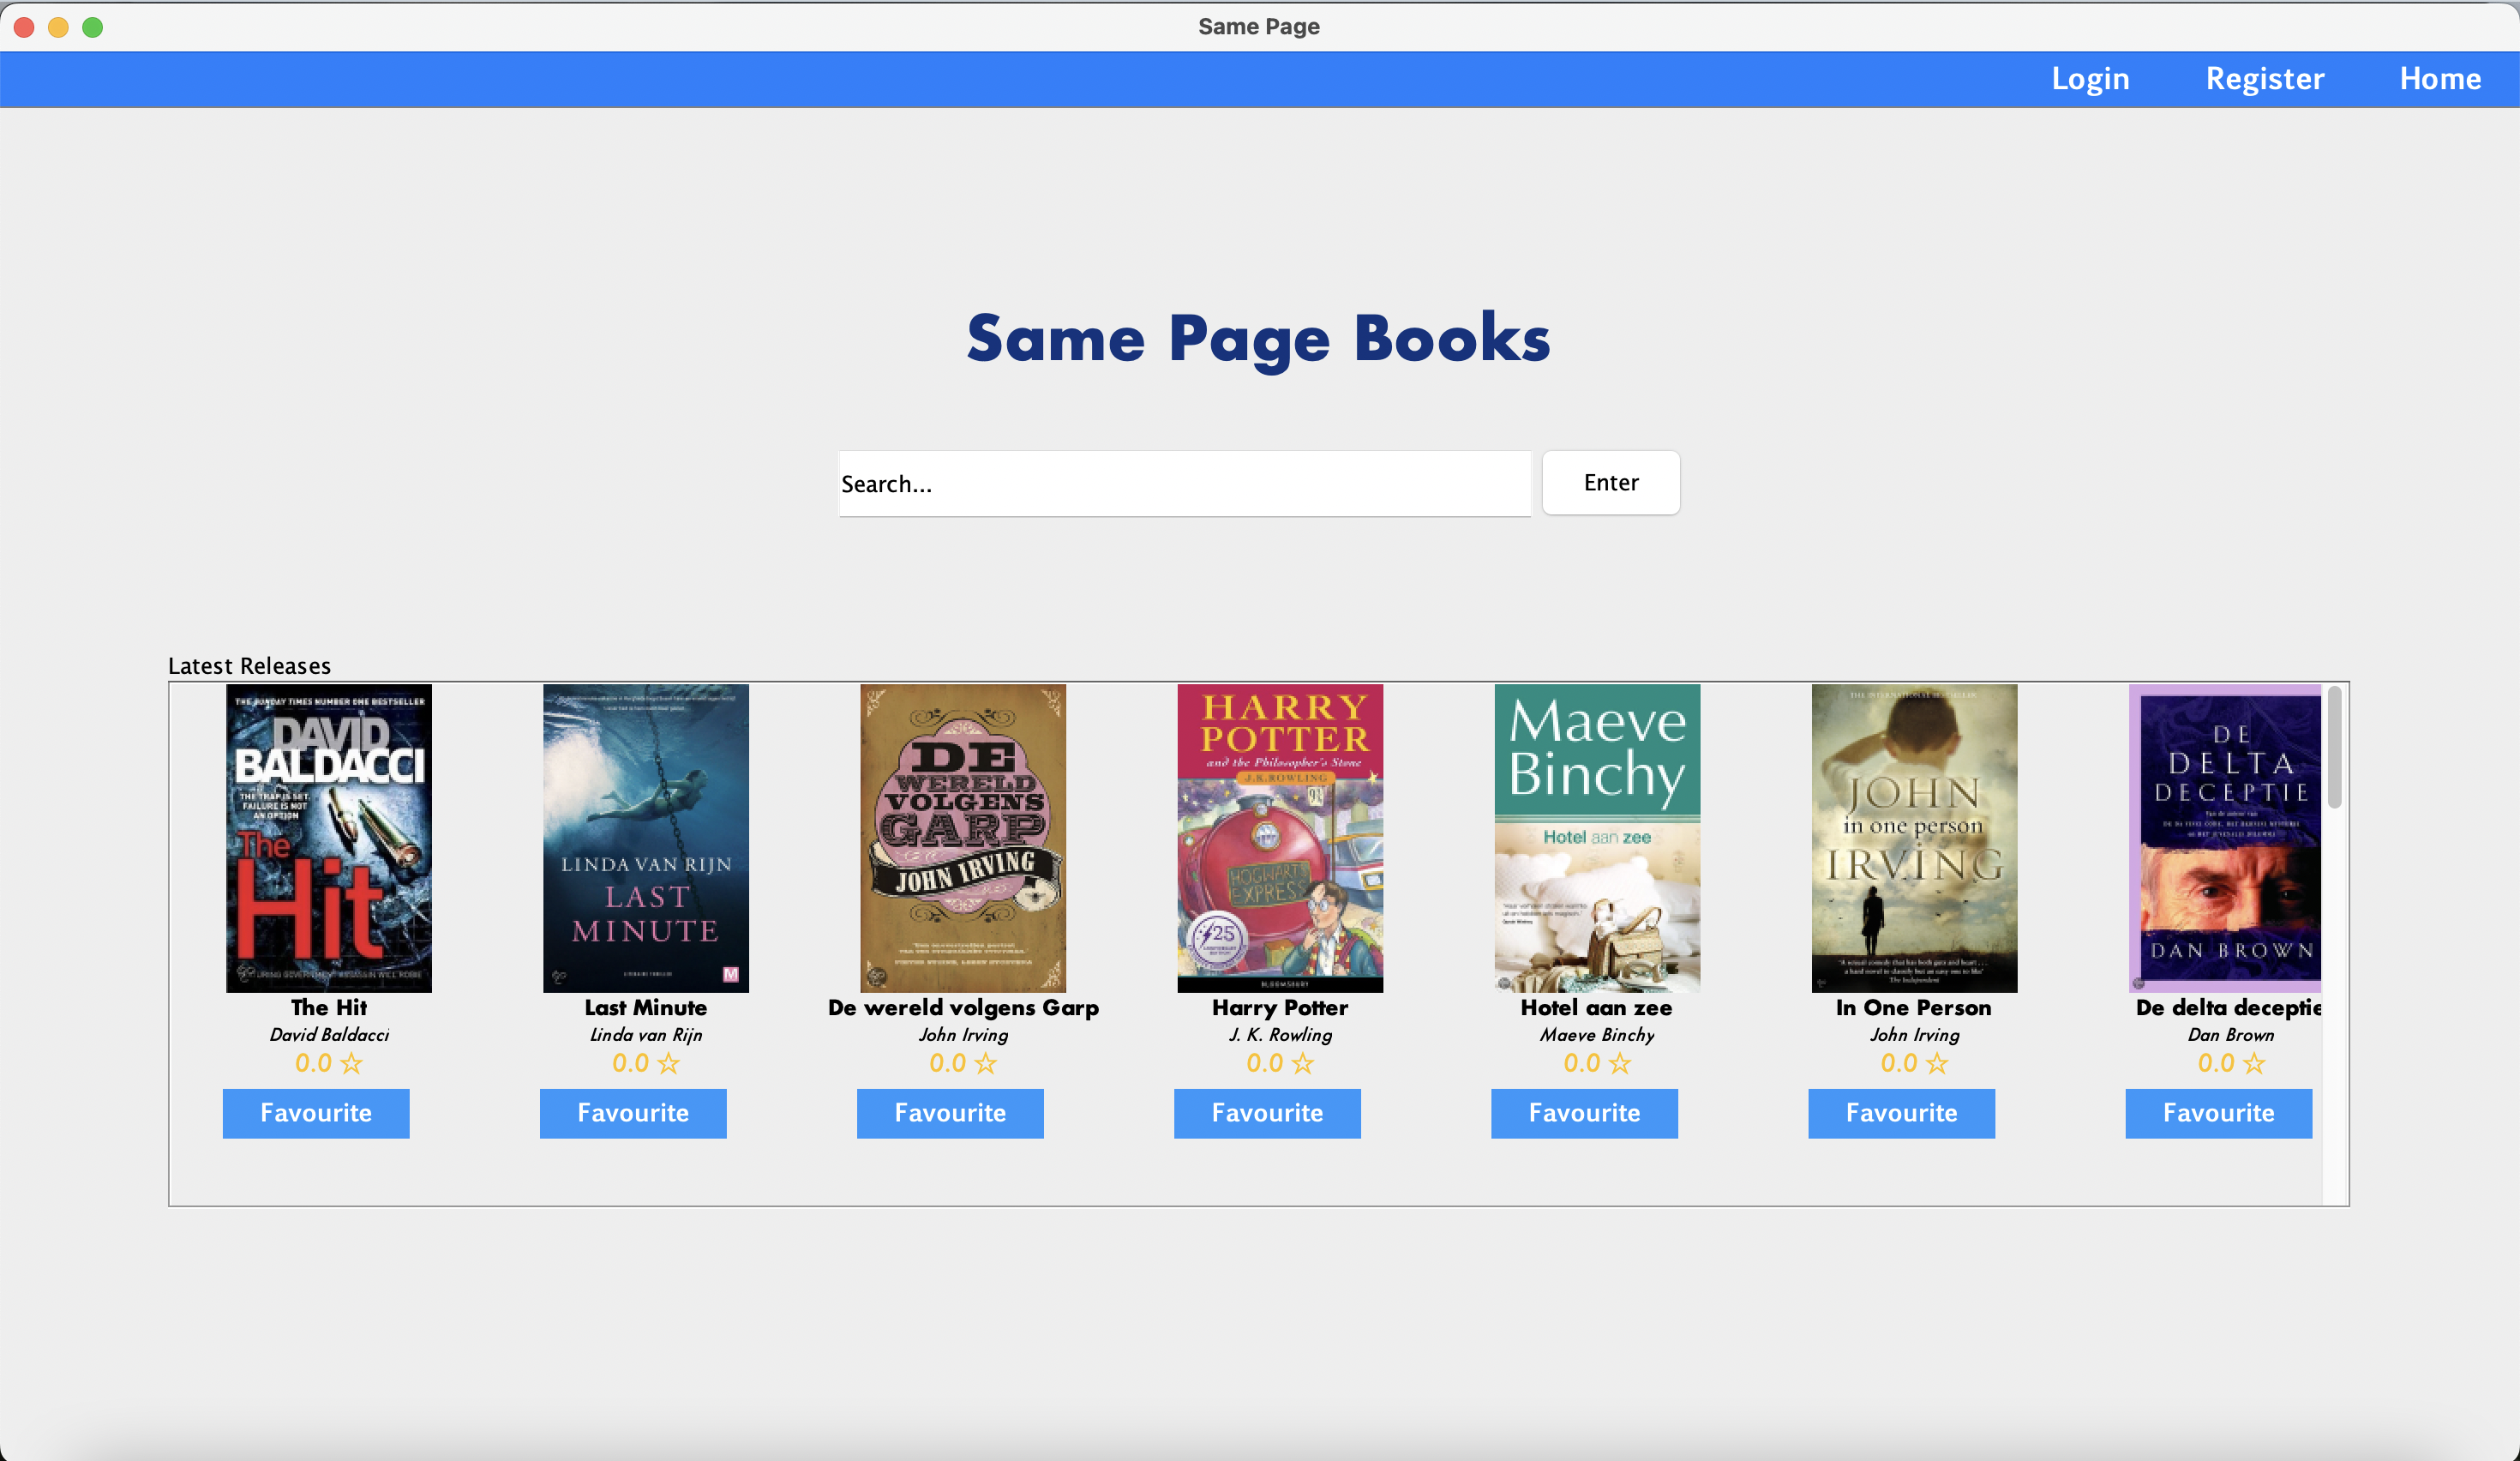 Same Page
Login Register Home
Same Page Books
Search...
Enter
Latest Releases
THE SUNDAY TIMES NUMBER ONE BESTSELLER
DAVID
BALDACCI
THE TRAP IS SET.
FAILURE IS NOT
AN OPTION
The
Hit
LINDA VAN RIJN
LAST
MINUTE
M
DE
WERELD
VOLGENS
GARP
JOHN IRVING
HARRY
POTTER
and the Philosopher's Stone
J.K.ROWLING
HOGWARTS
EXPRESS
25
BLOOMSBURY
Maeve
Binchy
Hotel aan zee
THE INTERNATIONAL BESTSELLER
JOHN
in one person
IRVING
The Independent
DE
DELTA
DECEPTIE
DAN BROWN
The Hit
David Baldacci
0.0 ☆
Favourite
Last Minute
Linda van Rijn
0.0 ☆
Favourite
De wereld volgens Garp
John Irving
0.0 ☆
Favourite
Harry Potter
J. K. Rowling
0.0 ☆
Favourite
Hotel aan zee
Maeve Binchy
0.0 ☆
Favourite
In One Person
John Irving
0.0 ☆
Favourite
De delta deceptie
Dan Brown
0.0 ☆
Favourite